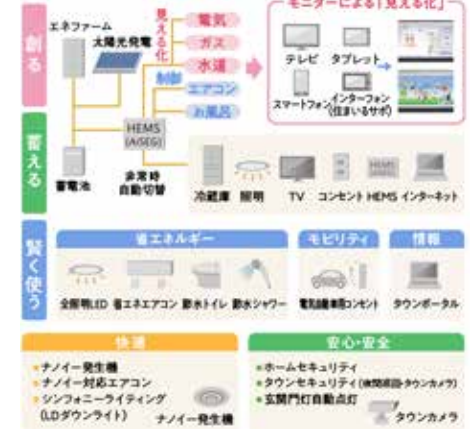 モニターによる「見える化」
創る
エネファーム
太陽光発電
見える化
電気
ガス
水道
制御
エアコン
お風呂
テレビ
タブレット
スマートフォン
インターフォン
(住まいるサポ)
蓄える
HEMS
(AiSEG)
蓄電池
非常時
自動切替
冷蔵庫
照明
TV
コンセント
HEMS
インターネット
賢く使う
省エネルギー
モビリティ
情報
全照明LED
省エネエアコン
節水トイレ
節水シャワー
電気自動車用コンセント
タウンポータル
快適
ナノイー発生機
ナノイー対応エアコン
シンフォニーライティング
(LDダウンライト)
ナノイー発生機
安心・安全
ホームセキュリティ
タウンセキュリティ(夜間巡回・タウンカメラ)
玄関門灯自動点灯
タウンカメラ